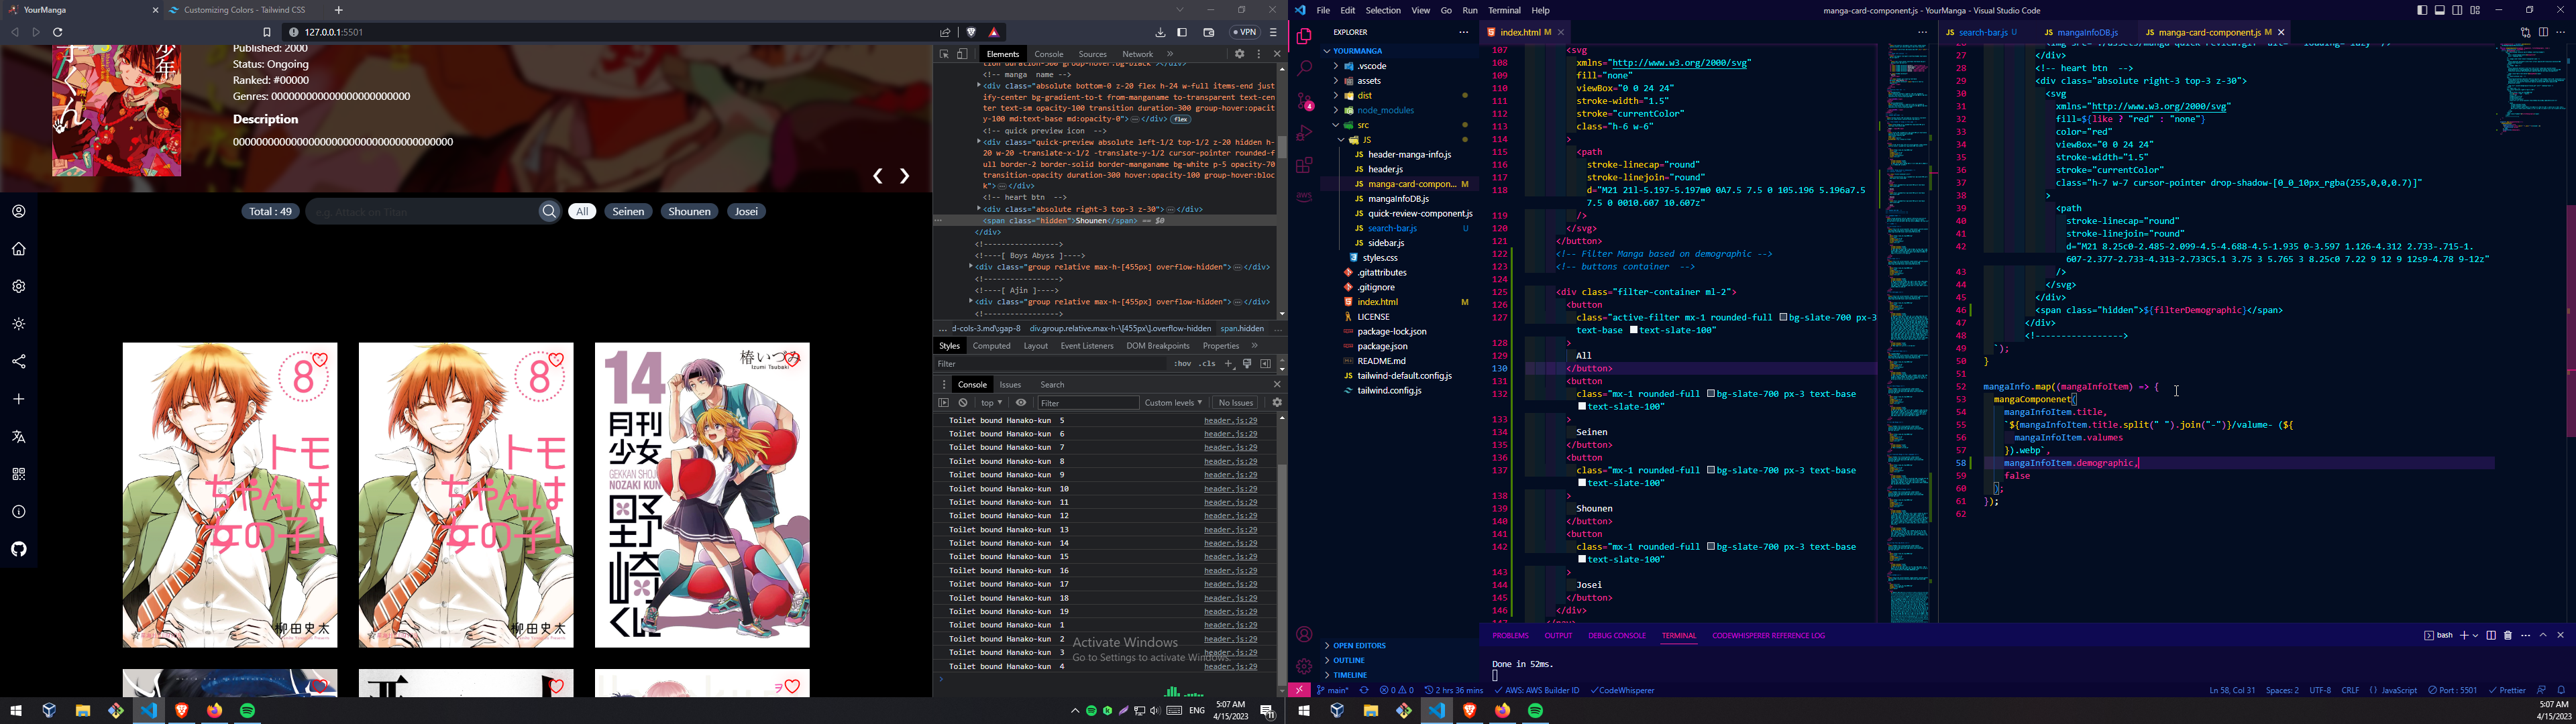 YourManga
Customizing Colors - Tailwind CSS
127.0.0.1:5501
VPN
Published: 2000
Status: Ongoing
Ranked: #00000
Genres: 000000000000000000000000
Description
00000000000000000000000000000000000000
Total : 49
e.g. Attack on Titan
All
Seinen
Shounen
Josei
8
トモちゃんは女の子!
柳田史太
8
トモちゃんは女の子!
柳田史太
14
月刊少女野崎くん
GEKKAN SHOJO NOZAKI KUN
椿いづみ
Izumi Tsubaki
Elements
Console
Sources
Network
tion duration-300 group-hover:bg-black"></div>
<!-- manga  name -->
<div class="absolute bottom-0 z-20 flex h-24 w-full items-end just
ify-center bg-gradient-to-t from-manganame to-transparent text-cen
ter text-sm opacity-100 transition duration-300 group-hover:opacit
y-100 md:text-base md:opacity-0"></div> flex
<!-- quick preview icon  -->
<div class="quick-preview absolute left-1/2 top-1/2 z-20 hidden h-
20 w-20 -translate-x-1/2 -translate-y-1/2 cursor-pointer rounded-f
ull border-2 border-solid border-manganame bg-white p-5 opacity-70
transition-opacity duration-300 hover:opacity-100 group-hover:bloc
k"></div>
<!-- heart btn  -->
<div class="absolute right-3 top-3 z-30"></div>
<span class="hidden">Shounen</span> == $0
</div>
<!---------------->
<!----[ Boys Abyss ]---->
<div class="group relative max-h-[455px] overflow-hidden"></div>
<!---------------->
<!----[ Ajin ]---->
<div class="group relative max-h-[455px] overflow-hidden"></div>
<!---------------->
... d-cols-3.md\:gap-8 div.group.relative.max-h-\[455px\].overflow-hidden span.hidden ...
Styles Computed Layout Event Listeners DOM Breakpoints Properties
Filter :hov .cls
Console Issues Search
top Filter Custom levels No Issues
Toilet bound Hanako-kun  5 header.js:29
Toilet bound Hanako-kun  6 header.js:29
Toilet bound Hanako-kun  7 header.js:29
Toilet bound Hanako-kun  8 header.js:29
Toilet bound Hanako-kun  9 header.js:29
Toilet bound Hanako-kun  10 header.js:29
Toilet bound Hanako-kun  11 header.js:29
Toilet bound Hanako-kun  12 header.js:29
Toilet bound Hanako-kun  13 header.js:29
Toilet bound Hanako-kun  14 header.js:29
Toilet bound Hanako-kun  15 header.js:29
Toilet bound Hanako-kun  16 header.js:29
Toilet bound Hanako-kun  17 header.js:29
Toilet bound Hanako-kun  18 header.js:29
Toilet bound Hanako-kun  19 header.js:29
Toilet bound Hanako-kun  1 header.js:29
Toilet bound Hanako-kun  2 header.js:29
Toilet bound Hanako-kun  3 header.js:29
Toilet bound Hanako-kun  4 header.js:29
Activate Windows
Go to Settings to activate Windows.
ENG
5:07 AM
4/15/2023
File Edit Selection View Go Run Terminal Help
manga-card-component.js - YourManga - Visual Studio Code
EXPLORER
YOURMANGA
.vscode
assets
dist
node_modules
src
JS
header-manga-info.js
header.js
manga-card-compon... M
mangaInfoDB.js
quick-review-component.js
search-bar.js U
sidebar.js
styles.css
.gitattributes
.gitignore
index.html M
LICENSE
package-lock.json
package.json
README.md
tailwind-default.config.js
tailwind.config.js
OPEN EDITORS
OUTLINE
TIMELINE
index.html M
107 <svg
108 xmlns="http://www.w3.org/2000/svg"
109 fill="none"
110 viewBox="0 0 24 24"
111 stroke-width="1.5"
112 stroke="currentColor"
113 class="h-6 w-6"
114 >
115 <path
116 stroke-linecap="round"
117 stroke-linejoin="round"
118 d="M21 21l-5.197-5.197m0 0A7.5 7.5 0 105.196 5.196a7.5
7.5 0 0010.607 10.607z"
119 />
120 </svg>
121 </button>
122 <!-- Filter Manga based on demographic -->
123 <!-- buttons container  -->
124
125 <div class="filter-container ml-2">
126 <button
127 class="active-filter mx-1 rounded-full bg-slate-700 px-3
text-base text-slate-100"
128 >
129 All
130 </button>
131 <button
132 class="mx-1 rounded-full bg-slate-700 px-3 text-base
text-slate-100"
133 >
134 Seinen
135 </button>
136 <button
137 class="mx-1 rounded-full bg-slate-700 px-3 text-base
text-slate-100"
138 >
139 Shounen
140 </button>
141 <button
142 class="mx-1 rounded-full bg-slate-700 px-3 text-base
text-slate-100"
143 >
144 Josei
145 </button>
146 </div>
search-bar.js U
mangaInfoDB.js
manga-card-component.js M
27 </div>
28 <!-- heart btn  -->
29 <div class="absolute right-3 top-3 z-30">
30 <svg
31 xmlns="http://www.w3.org/2000/svg"
32 fill=${like ? "red" : "none"}
33 color="red"
34 viewBox="0 0 24 24"
35 stroke-width="1.5"
36 stroke="currentColor"
37 class="h-7 w-7 cursor-pointer drop-shadow-[0_0_10px_rgba(255,0,0,0.7)]"
38 >
39 <path
40 stroke-linecap="round"
41 stroke-linejoin="round"
42 d="M21 8.25c0-2.485-2.099-4.5-4.688-4.5-1.935 0-3.597 1.126-4.312 2.733-.715-1.
607-2.377-2.733-4.313-2.733C5.1 3.75 3 5.765 3 8.25c0 7.22 9 12 9 12s9-4.78 9-12z"
43 />
44 </svg>
45 </div>
46 <span class="hidden">${filterDemographic}</span>
47 </div>
48 <!----------------->
49 `);
50 }
51
52 mangaInfo.map((mangaInfoItem) => {
53 mangaComponenet(
54 mangaInfoItem.title,
55 `${mangaInfoItem.title.split(" ").join("-")}/valume- (${
56 mangaInfoItem.valumes
57 }).webp`,
58 mangaInfoItem.demographic,
59 false
60 );
61 });
62
PROBLEMS OUTPUT DEBUG CONSOLE TERMINAL CODEWHISPERER REFERENCE LOG
bash
Done in 52ms.
main* 0 0 2 hrs 36 mins AWS: AWS Builder ID CodeWhisperer
Ln 58, Col 31 Spaces: 2 UTF-8 CRLF {} JavaScript Port : 5501 Prettier
5:07 AM
4/15/2023